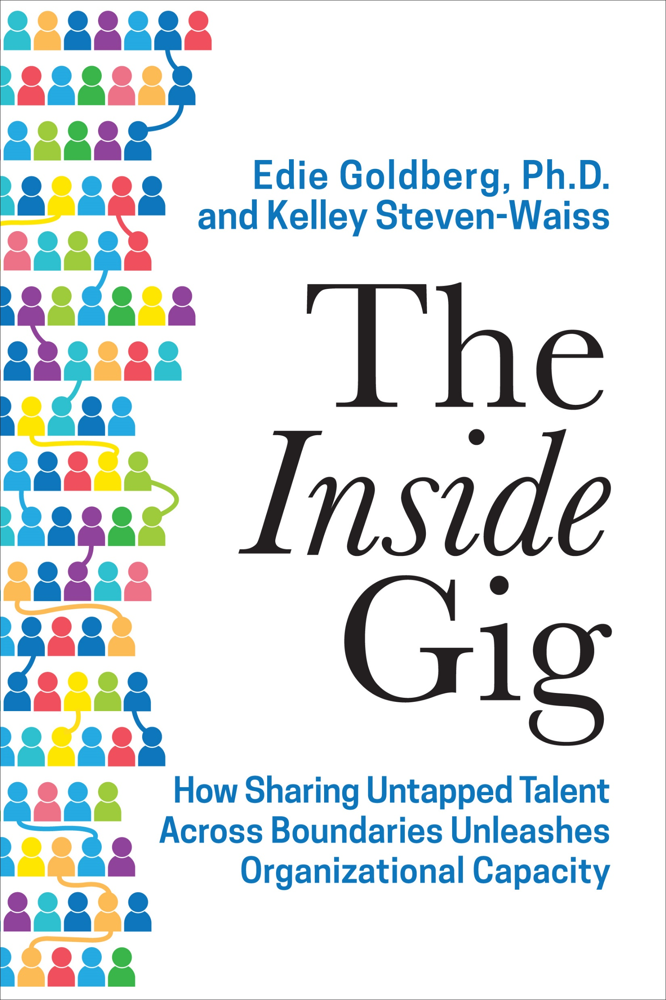 Edie Goldberg, Ph.D.
and Kelley Steven-Waiss
The
Inside
Gig
How Sharing Untapped Talent
Across Boundaries Unleashes
Organizational Capacity